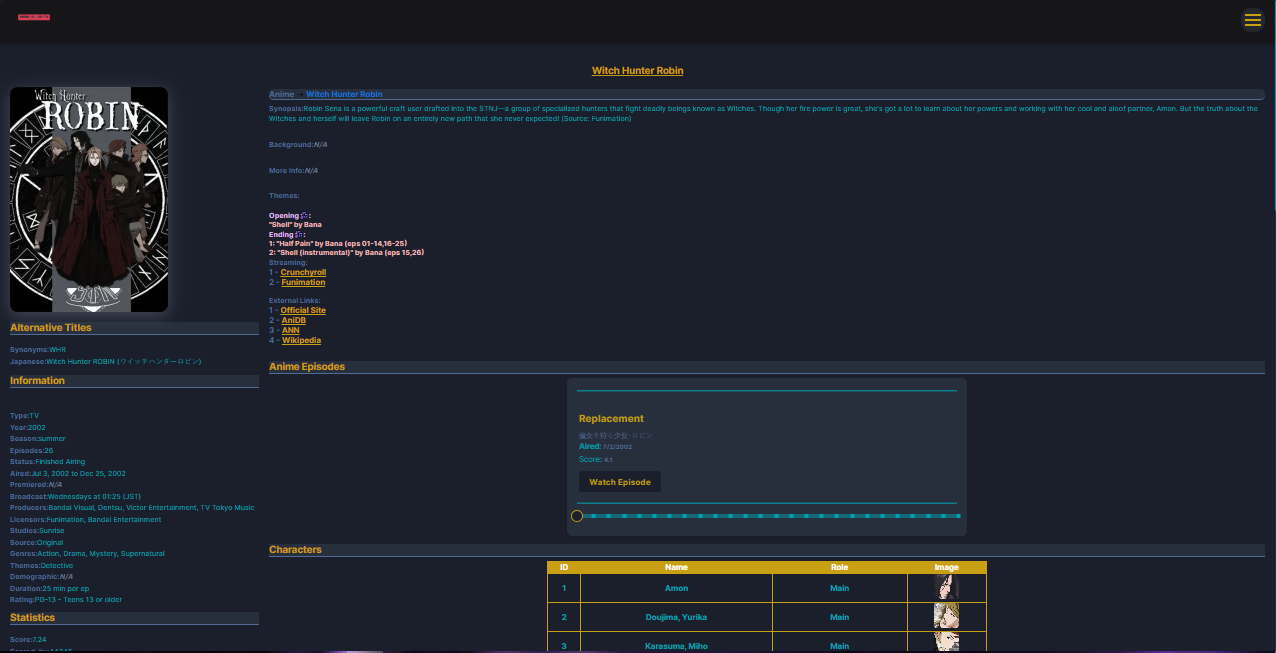 Witch Hunter Robin
Witch Hunter
ROBIN
Anime → Witch Hunter Robin
Synopsis:Robin Sena is a powerful craft user drafted into the STNJ—a group of specialized hunters that fight deadly beings known as Witches. Though her fire power is great, she's got a lot to learn about her powers and working with her cool and aloof partner, Amon. But the truth about the
Witches and herself will leave Robin on an entirely new path that she never expected! (Source: Funimation)
Background:N/A
More Info:N/A
Themes:
Opening :
"Shell" by Bana
Ending :
1: "Half Pain" by Bana (eps 01-14,16-25)
2: "Shell (instrumental)" by Bana (eps 15,26)
Streaming:
1 - Crunchyroll
2 - Funimation
External Links:
1 - Official Site
2 - AniDB
3 - ANN
4 - Wikipedia
Alternative Titles
Synonyms:WHR
Japanese:Witch Hunter ROBIN (ウイッチハンターロビン)
Information
Type:TV
Year:2002
Season:summer
Episodes:26
Status:Finished Airing
Aired:Jul 3, 2002 to Dec 25, 2002
Premiered:N/A
Broadcast:Wednesdays at 01:25 (JST)
Producers:Bandai Visual, Dentsu, Victor Entertainment, TV Tokyo Music
Licensors:Funimation, Bandai Entertainment
Studios:Sunrise
Source:Original
Genres:Action, Drama, Mystery, Supernatural
Themes:Detective
Demographic:N/A
Duration:25 min per ep
Rating:PG-13 - Teens 13 or older
Statistics
Score:7.24
Anime Episodes
Replacement
魔女を狩る少女・ロビン
Aired: 7/2/2002
Score: 4.1
Watch Episode
Characters
ID Name Role Image
1 Amon Main
2 Doujima, Yurika Main
3 Karasuma, Miho Main